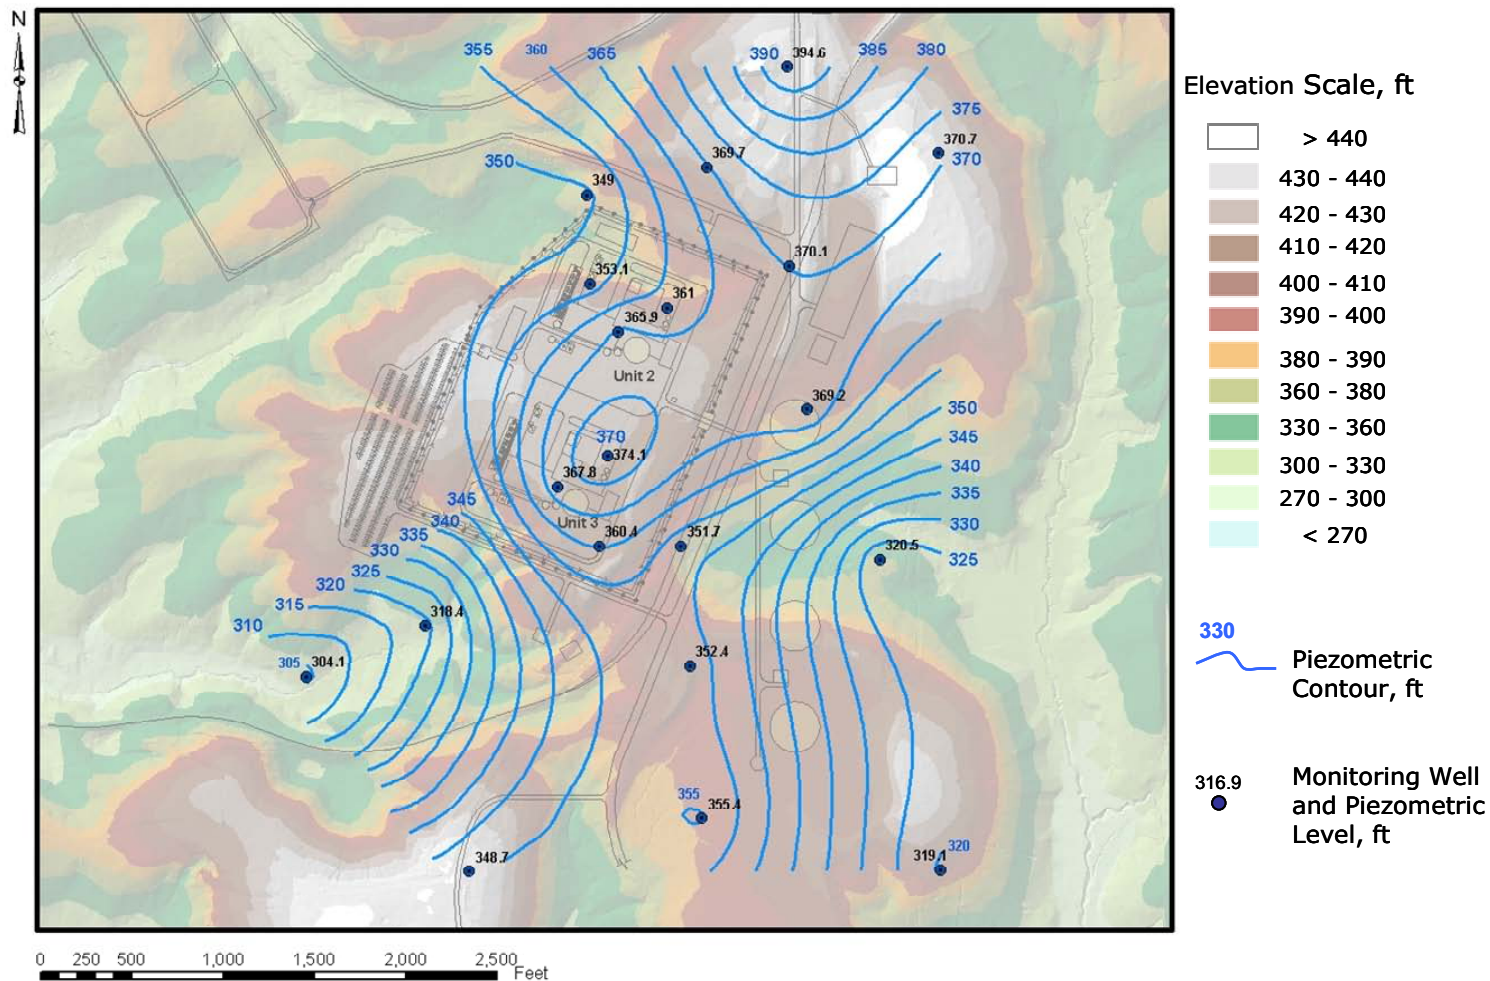 N
355 360 365 390 394.6 385 380
375
370.7
370
369.7
350
349
370.1
353.1
361
365.9
Unit 2
369.2
350
370
374.1
345
367.8
340
345
335
340
Unit 3
330
335
360.4
351.7
330
320.5
325
325
320
315
318.4
310
305 304.1
352.4
355
355.4
348.7
319.1 320
Elevation Scale, ft
> 440
430 - 440
420 - 430
410 - 420
400 - 410
390 - 400
380 - 390
360 - 380
330 - 360
300 - 330
270 - 300
< 270
330
Piezometric
Contour, ft
316.9
Monitoring Well
and Piezometric
Level, ft
0 250 500 1,000 1,500 2,000 2,500
Feet